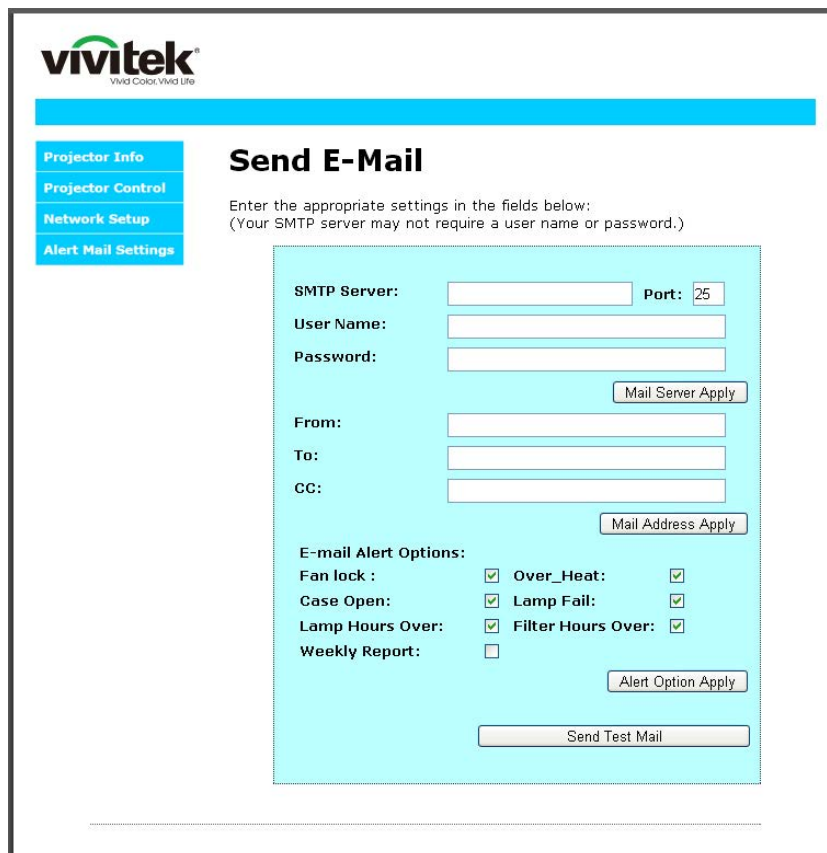 vivitek®
Vivid Color. Vivid Life
Projector Info
Projector Control
Network Setup
Alert Mail Settings
Send E-Mail
Enter the appropriate settings in the fields below:
(Your SMTP server may not require a user name or password.)
SMTP Server: Port: 25
User Name:
Password:
Mail Server Apply
From:
To:
CC:
Mail Address Apply
E-mail Alert Options:
Fan lock : Over_Heat:
Case Open: Lamp Fail:
Lamp Hours Over: Filter Hours Over:
Weekly Report:
Alert Option Apply
Send Test Mail